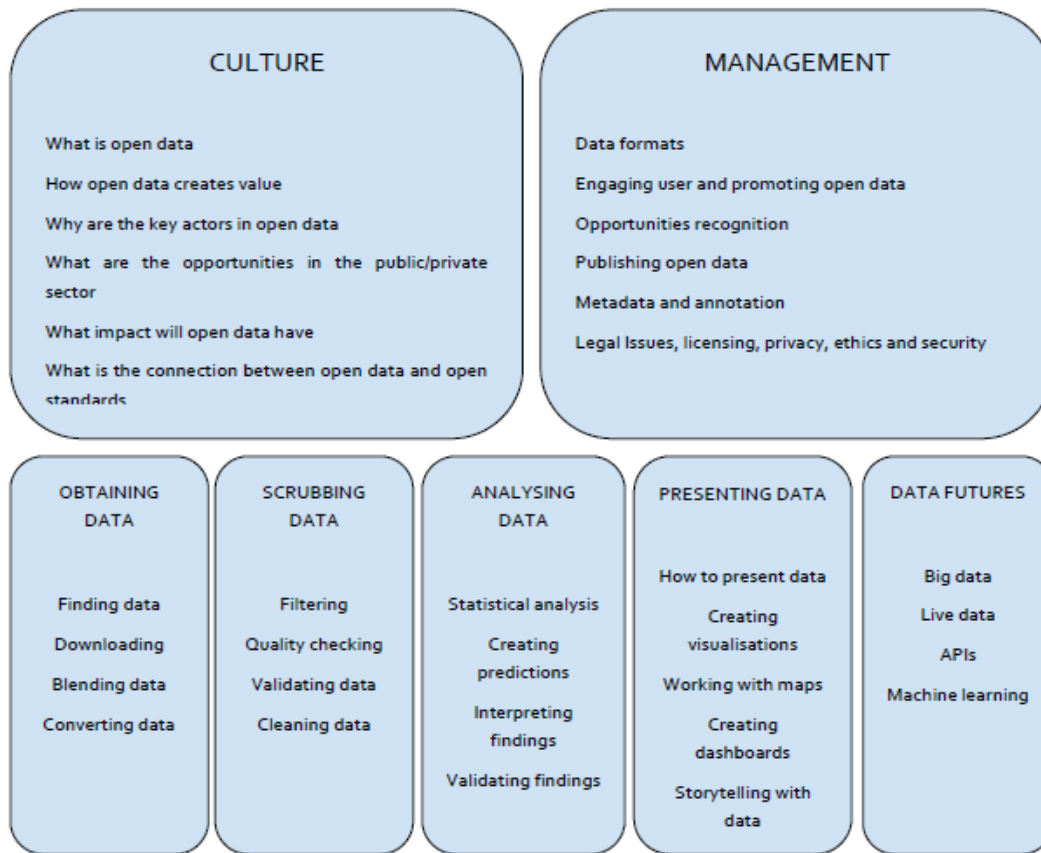 CULTURE
What is open data
How open data creates value
Why are the key actors in open data
What are the opportunities in the public/private
sector
What impact will open data have
What is the connection between open data and open
standards
MANAGEMENT
Data formats
Engaging user and promoting open data
Opportunities recognition
Publishing open data
Metadata and annotation
Legal Issues, licensing, privacy, ethics and security
OBTAINING
DATA
Finding data
Downloading
Blending data
Converting data
SCRUBBING
DATA
Filtering
Quality checking
Validating data
Cleaning data
ANALYSING
DATA
Statistical analysis
Creating
predictions
Interpreting
findings
Validating findings
PRESENTING DATA
How to present data
Creating
visualisations
Working with maps
Creating
dashboards
Storytelling with
data
DATA FUTURES
Big data
Live data
APIs
Machine learning